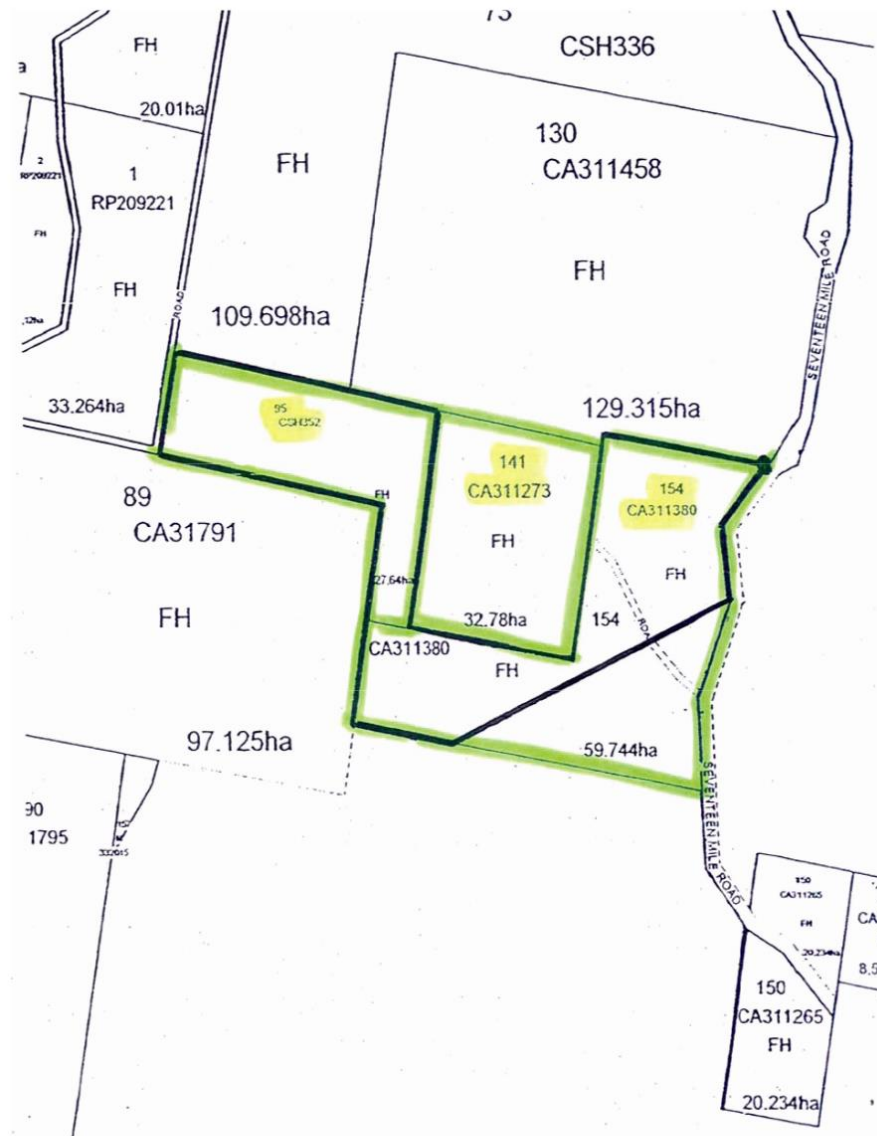 CSH336
FH
20.01ha
130
CA311458
2
RP209221
1
RP209221
FH
FH
FH
FH
SEVENTEEN MILE ROAD
ROAD
109.698ha
33.264ha
129.315ha
95
CSH352
141
CA311273
154
CA311380
89
CA31791
FH
FH
FH
FH
27.64ha
32.78ha
154
ROAD
CA311380
FH
97.125ha
59.744ha
SEVENTEEN MILE ROAD
90
1795
332015
150
CA311265
FH
20.234ha
CA
8.5
150
CA311265
FH
20.234ha